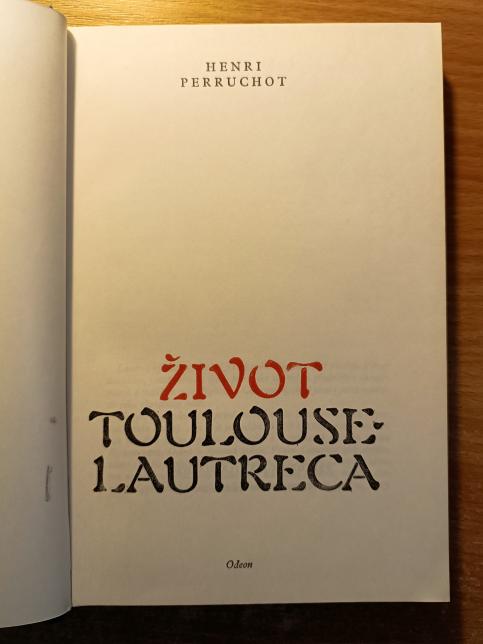 HENRI
PERRUCHOT
ŽIVOT
TOULOUSE-
LAUTRECA
Odeon